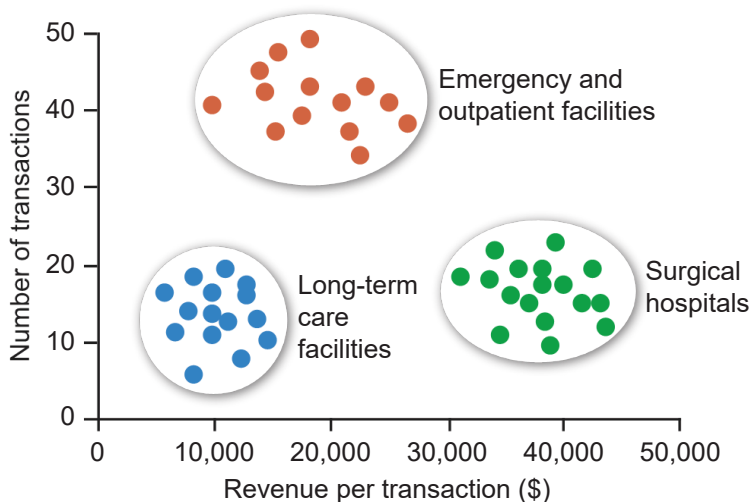 50
40
30
20
10
0
Number of transactions
Emergency and
outpatient facilities
Long-term
care
facilities
Surgical
hospitals
0 10,000 20,000 30,000 40,000 50,000
Revenue per transaction ($)